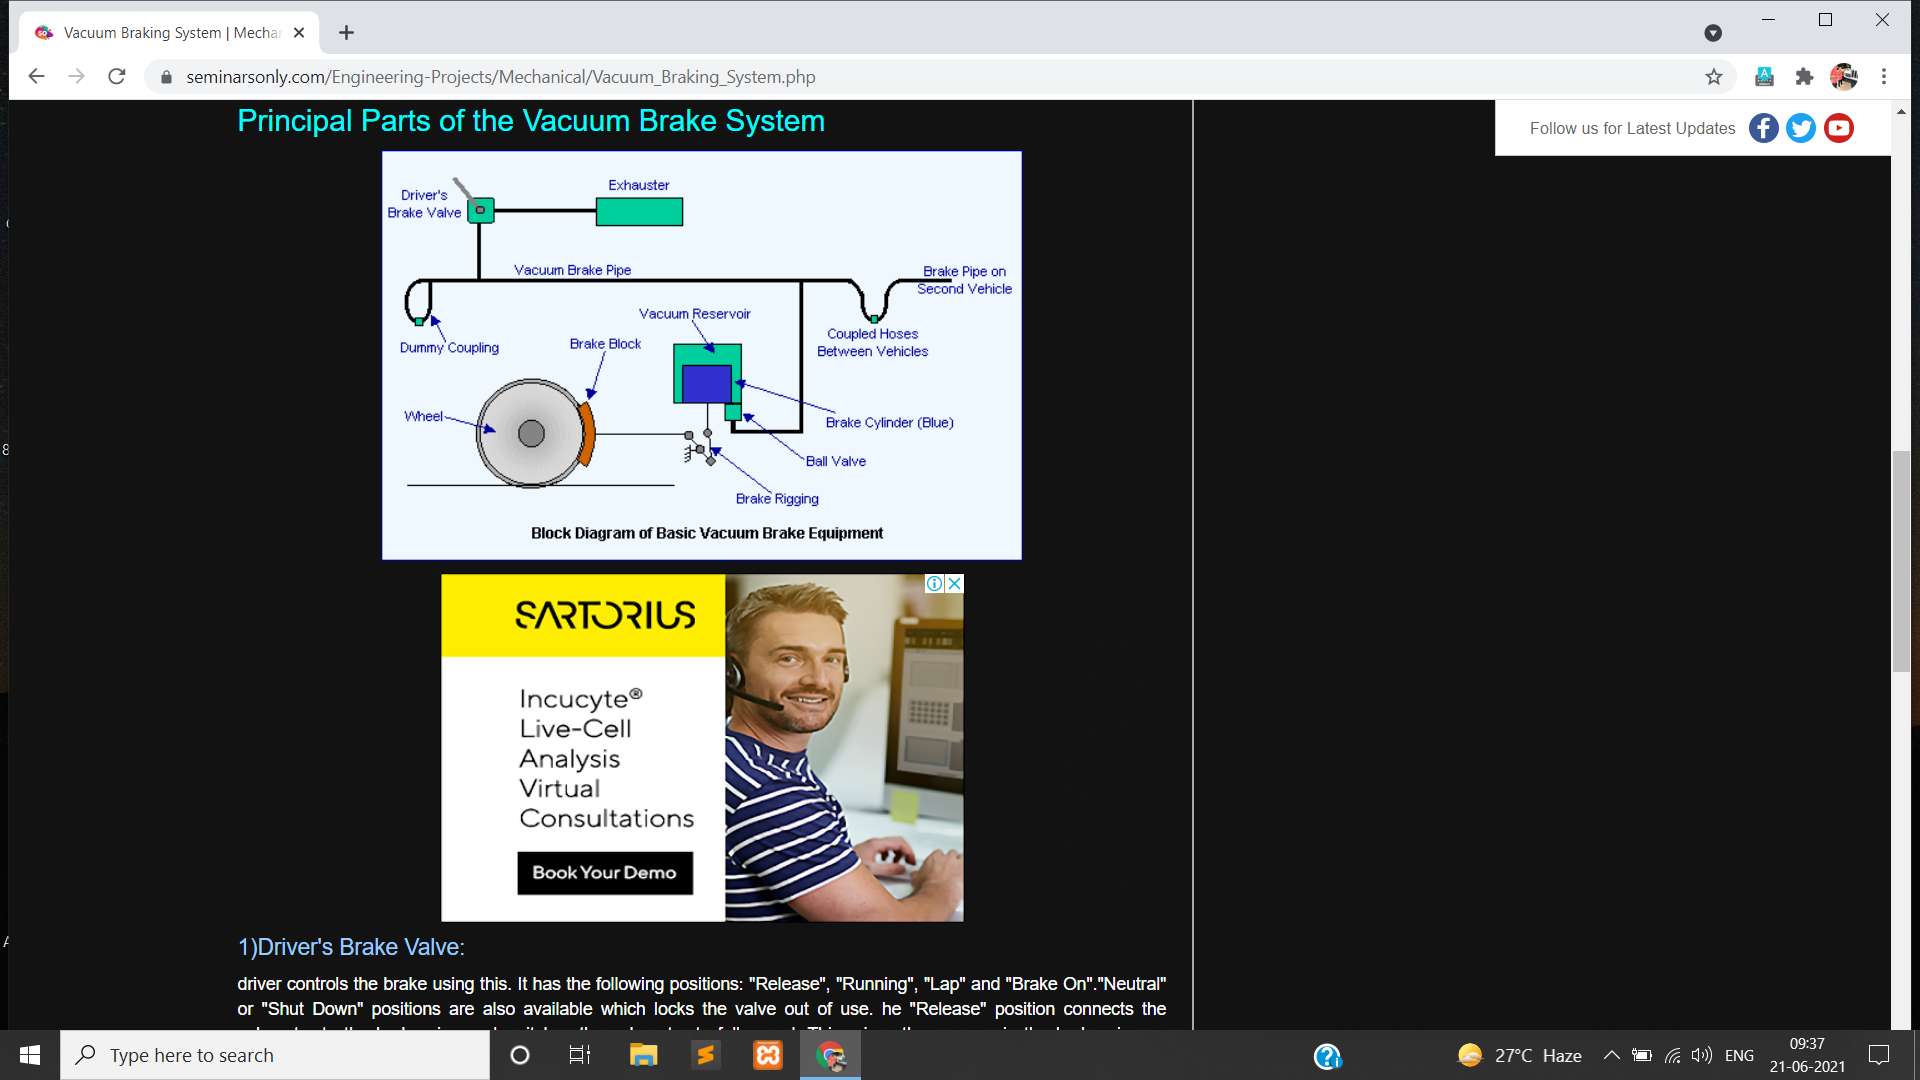 Vacuum Braking System | Mecha
seminarsonly.com/Engineering-Projects/Mechanical/Vacuum_Braking_System.php
Principal Parts of the Vacuum Brake System
Follow us for Latest Updates
Driver's
Brake Valve
Exhauster
Vacuum Brake Pipe
Brake Pipe on
Second Vehicle
Vacuum Reservoir
Coupled Hoses
Between Vehicles
Dummy Coupling
Brake Block
Wheel
Brake Cylinder (Blue)
Ball Valve
Brake Rigging
Block Diagram of Basic Vacuum Brake Equipment
SARTORIUS
Incucyte®
Live-Cell
Analysis
Virtual
Consultations
Book Your Demo
1)Driver's Brake Valve:
driver controls the brake using this. It has the following positions: "Release", "Running", "Lap" and "Brake On"."Neutral"
or "Shut Down" positions are also available which locks the valve out of use. he "Release" position connects the
Type here to search
27°C Haze
ENG
09:37
21-06-2021